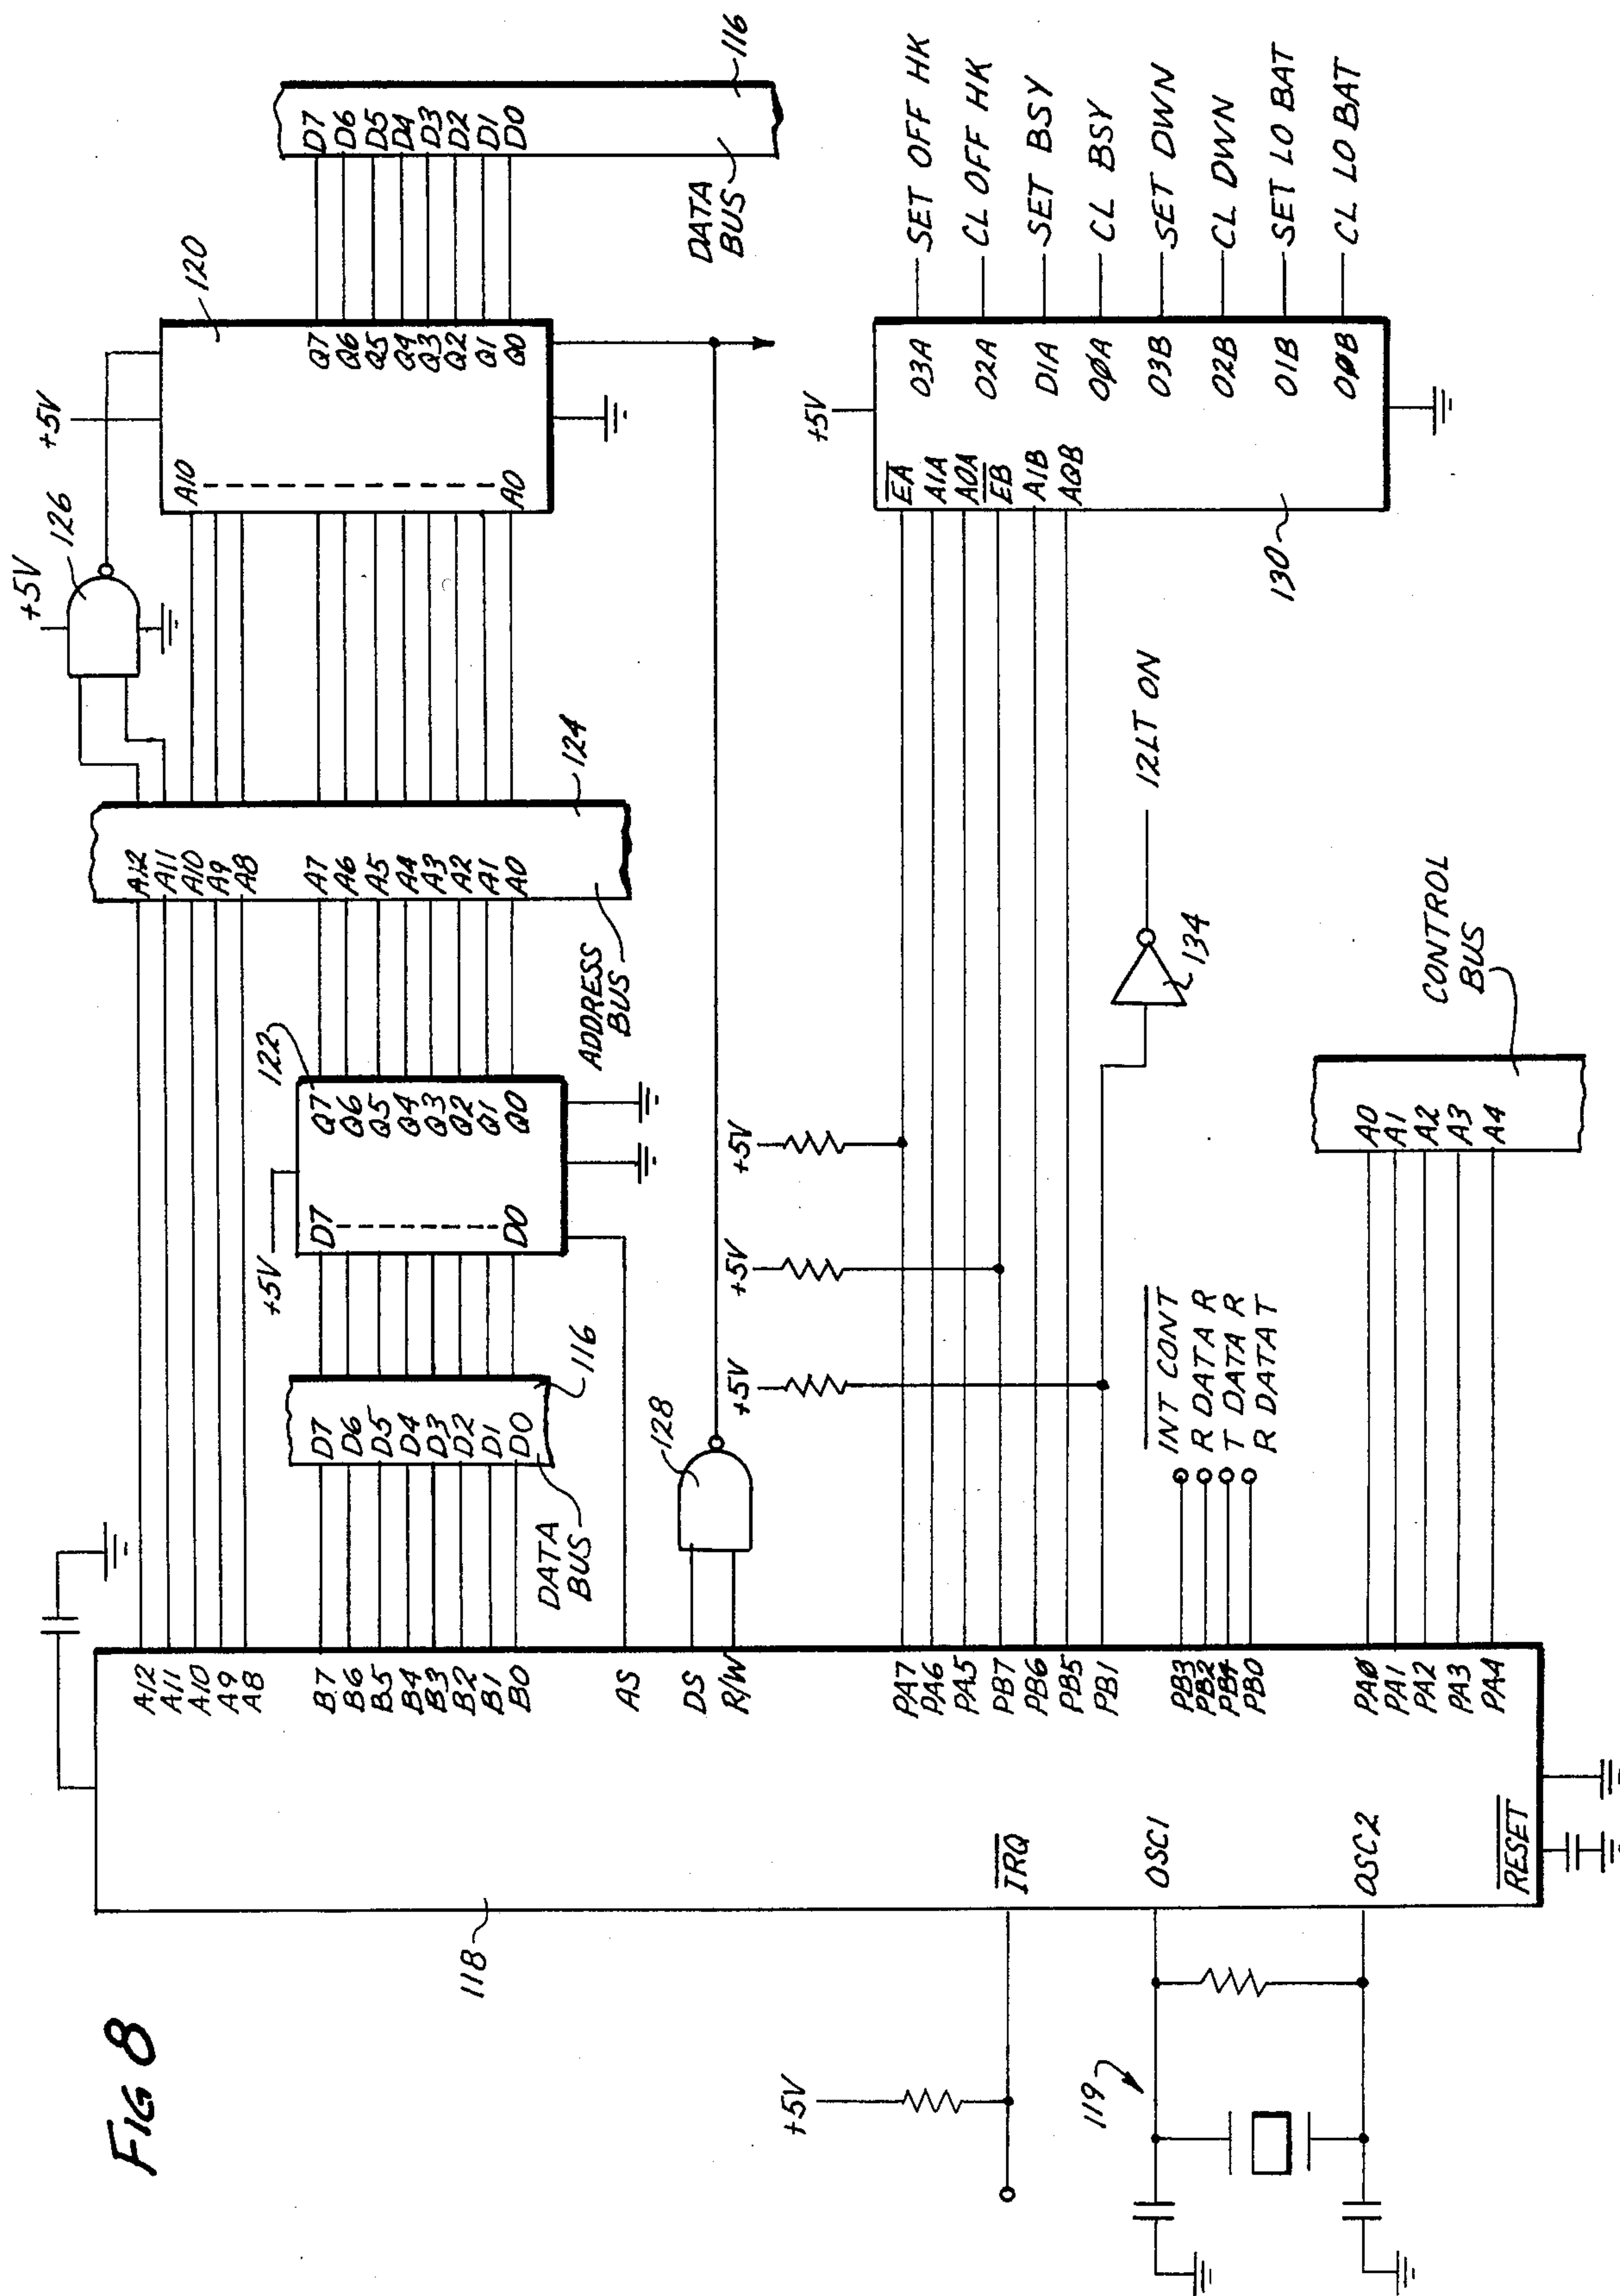 FIG 8
118
A12
A11
A10
A9
A8
B7
B6
B5
B4
B3
B2
B1
B0
AS
DS
R/W
PA7
PA6
PA5
PB7
PB6
PB5
PB1
PB3
PB2
PB4
PB0
PAØ
PA1
PA2
PA3
PA4
IRQ
OSC1
OSC2
RESET
+5V
119
D7
D6
D5
D4
D3
D2
D1
D0
DATA
BUS
116
+5V
D7
D0
Q7
Q6
Q5
Q4
Q3
Q2
Q1
Q0
122
A12
A11
A10
A9
A8
A7
A6
A5
A4
A3
A2
A1
A0
ADDRESS
BUS
124
+5V
126
+5V
A10
A0
Q7
Q6
Q5
Q4
Q3
Q2
Q1
Q0
120
D7
D6
D5
D4
D3
D2
D1
D0
DATA
BUS
116
128
+5V
+5V
+5V
134
12LT ON
INT CONT
R DATA R
T DATA R
R DATA T
A0
A1
A2
A3
A4
CONTROL
BUS
+5V
EA
A1A
A0A
EB
A1B
AQB
130
03A
02A
D1A
OØA
03B
02B
01B
OØB
SET OFF HK
CL OFF HK
SET BSY
CL BSY
SET DWN
CL DWN
SET LO BAT
CL LO BAT